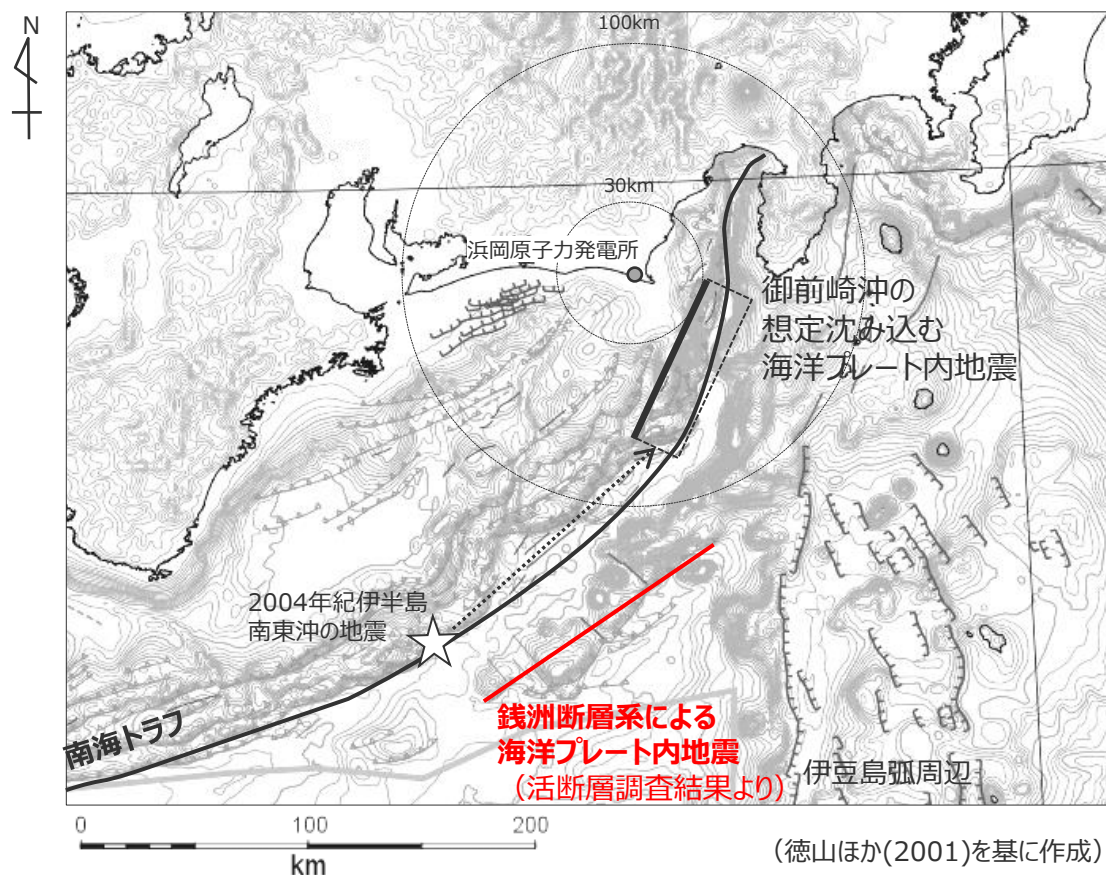 N
100km
30km
浜岡原子力発電所
御前崎沖の
想定沈み込む
海洋プレート内地震
2004年紀伊半島
南東沖の地震
銭洲断層系による
海洋プレート内地震
（活断層調査結果より）
南海トラフ
伊豆島弧周辺
0 100 200
km
（徳山ほか(2001)を基に作成）